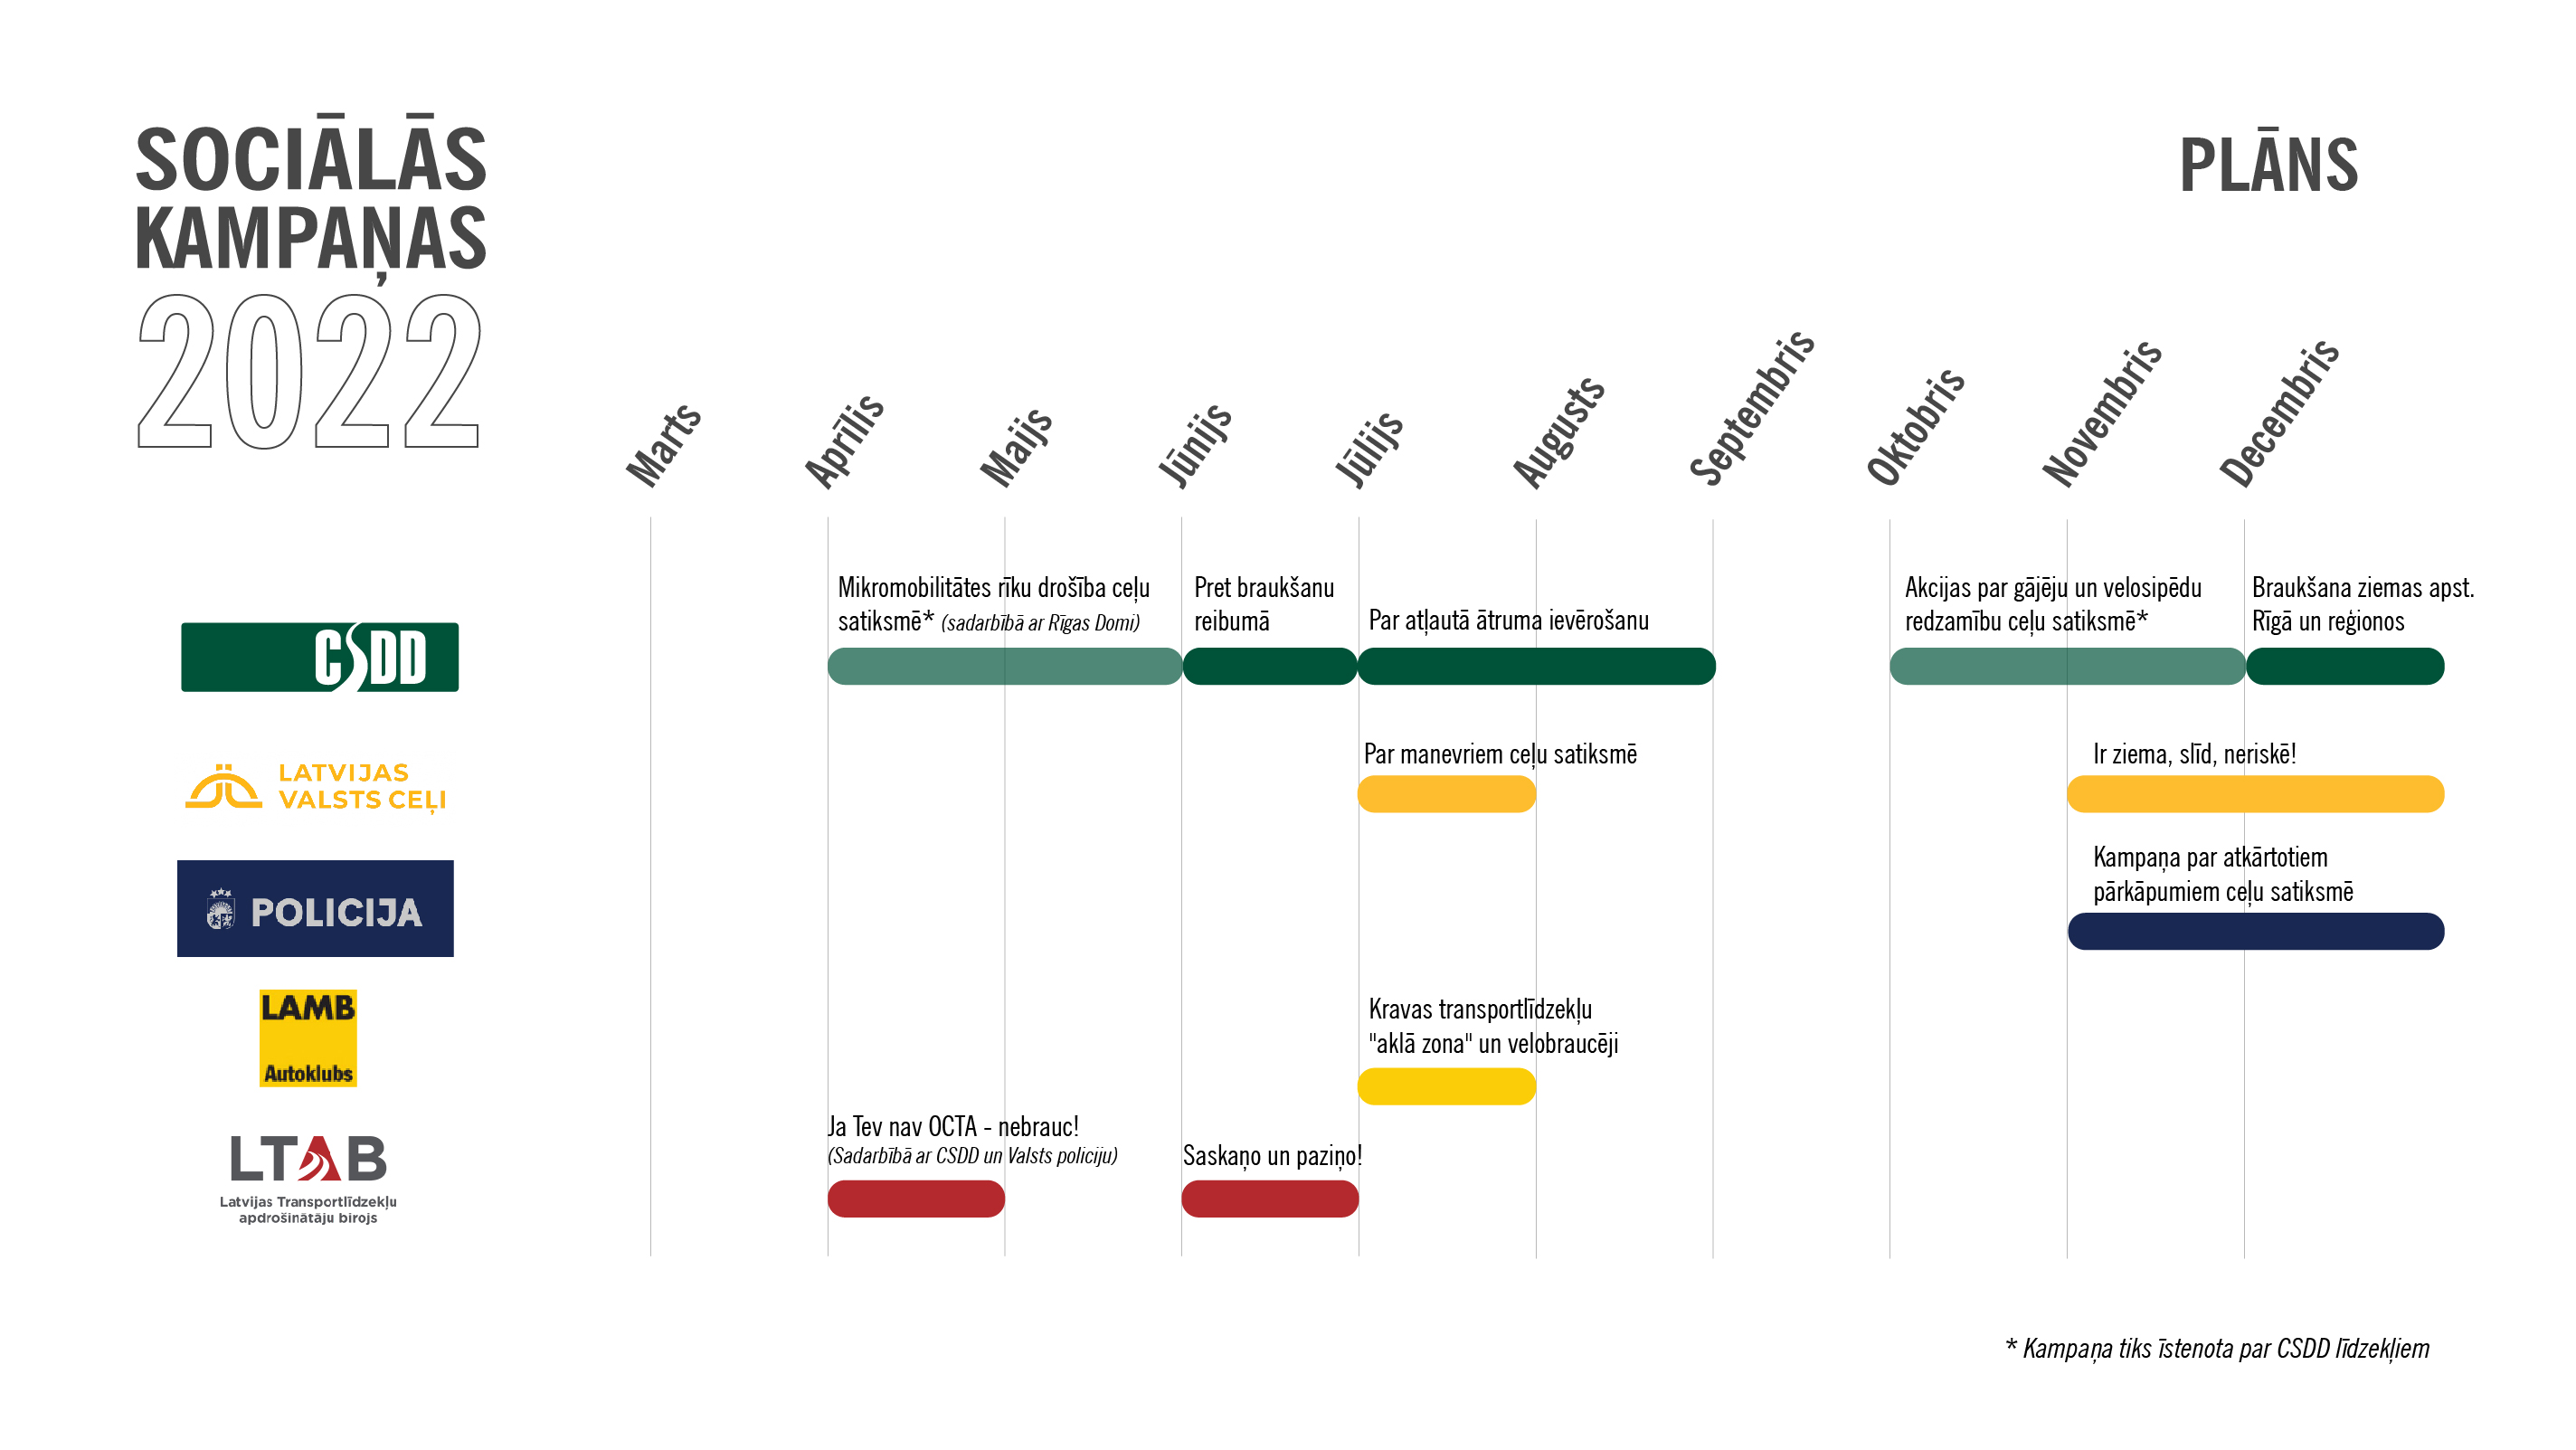 SOCIĀLĀS
KAMPAŅAS
2022
PLĀNS
Marts
Aprīlis
Maijs
Jūnijs
Jūlijs
Augusts
Septembris
Oktobris
Novembris
Decembris
CSDD
Mikromobilitātes rīku drošība ceļu
satiksmē* (sadarbībā ar Rīgas Domi)
Pret braukšanu
reibumā
Par atļautā ātruma ievērošanu
Akcijas par gājēju un velosipēdu
redzamību ceļu satiksmē*
Braukšana ziemas apst.
Rīgā un reģionos
LATVIJAS
VALSTS CEĻI
Par manevriem ceļu satiksmē
Ir ziema, slīd, neriskē!
POLICIJA
Kampaņa par atkārtotiem
pārkāpumiem ceļu satiksmē
LAMB
Autoklubs
Kravas transportlīdzekļu
"aklā zona" un velobraucēji
LTAB
Latvijas Transportlīdzekļu
apdrošinātāju birojs
Ja Tev nav OCTA - nebrauc!
(Sadarbībā ar CSDD un Valsts policiju)
Saskaņo un paziņo!
* Kampaņa tiks īstenota par CSDD līdzekļiem